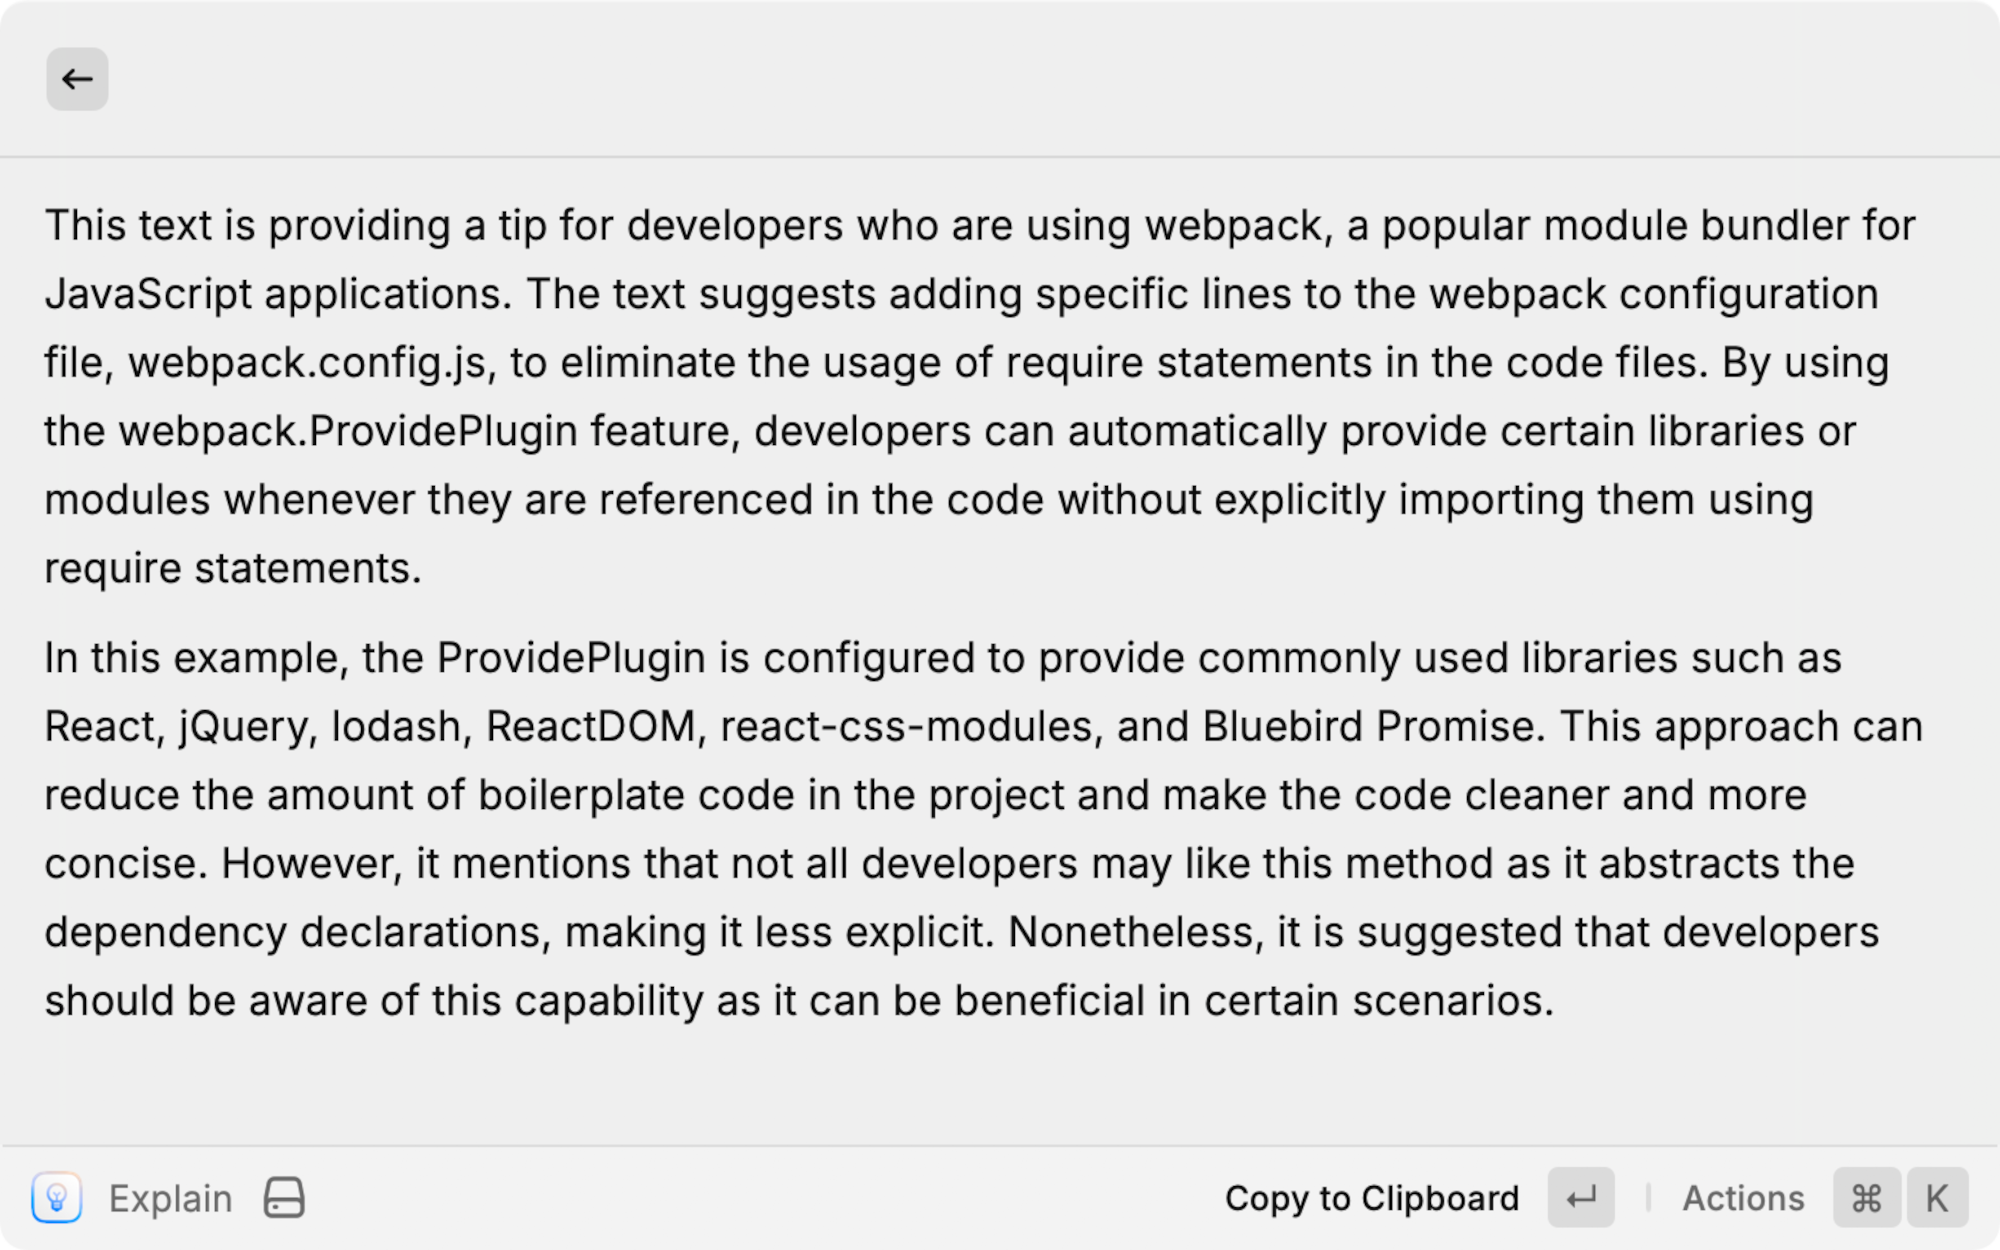 This text is providing a tip for developers who are using webpack, a popular module bundler for
JavaScript applications. The text suggests adding specific lines to the webpack configuration
file, webpack.config.js, to eliminate the usage of require statements in the code files. By using
the webpack.ProvidePlugin feature, developers can automatically provide certain libraries or
modules whenever they are referenced in the code without explicitly importing them using
require statements.
In this example, the ProvidePlugin is configured to provide commonly used libraries such as
React, jQuery, lodash, ReactDOM, react-css-modules, and Bluebird Promise. This approach can
reduce the amount of boilerplate code in the project and make the code cleaner and more
concise. However, it mentions that not all developers may like this method as it abstracts the
dependency declarations, making it less explicit. Nonetheless, it is suggested that developers
should be aware of this capability as it can be beneficial in certain scenarios.
Explain Copy to Clipboard ↵ Actions ⌘ K